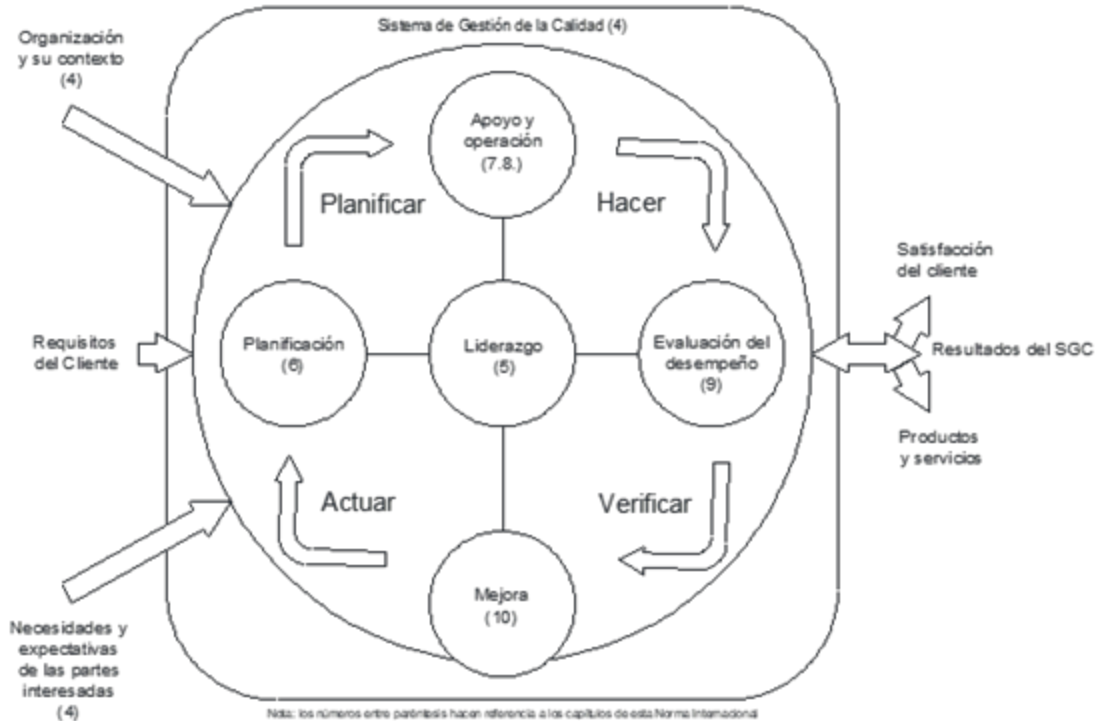 Sistema de Gestión de la Calidad (4)
Organización
y su contexto
(4)
Apoyo y
operación
(7.8.)
Planificar
Hacer
Satisfacción
del cliente
Requisitos
del Cliente
Planificación
(6)
Liderazgo
(5)
Evaluación del
desempeño
(9)
Resultados del SGC
Productos
y servicios
Actuar
Verificar
Mejora
(10)
Necesidades y
expectativas
de las partes
interesadas
(4)
Nota: los números entre paréntesis hacen referencia a los capítulos de esta Norma Internacional